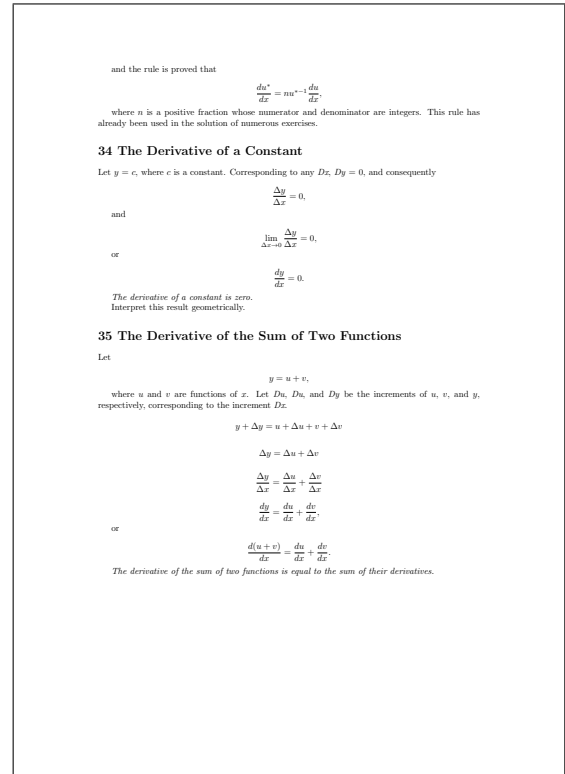 and the rule is proved that
du*/dx = nu*−1 du/dx,
where n is a positive fraction whose numerator and denominator are integers. This rule has
already been used in the solution of numerous exercises.
34 The Derivative of a Constant
Let y = c, where c is a constant. Corresponding to any Dx, Dy = 0, and consequently
Δy/Δx = 0,
and
lim Δx→0 Δy/Δx = 0,
or
dy/dx = 0.
The derivative of a constant is zero.
Interpret this result geometrically.
35 The Derivative of the Sum of Two Functions
Let
y = u + v,
where u and v are functions of x. Let Du, Du, and Dy be the increments of u, v, and y,
respectively, corresponding to the increment Dx.
y + Δy = u + Δu + v + Δv
Δy = Δu + Δv
Δy/Δx = Δu/Δx + Δv/Δx
dy/dx = du/dx + dv/dx,
or
d(u + v)/dx = du/dx + dv/dx.
The derivative of the sum of two functions is equal to the sum of their derivatives.